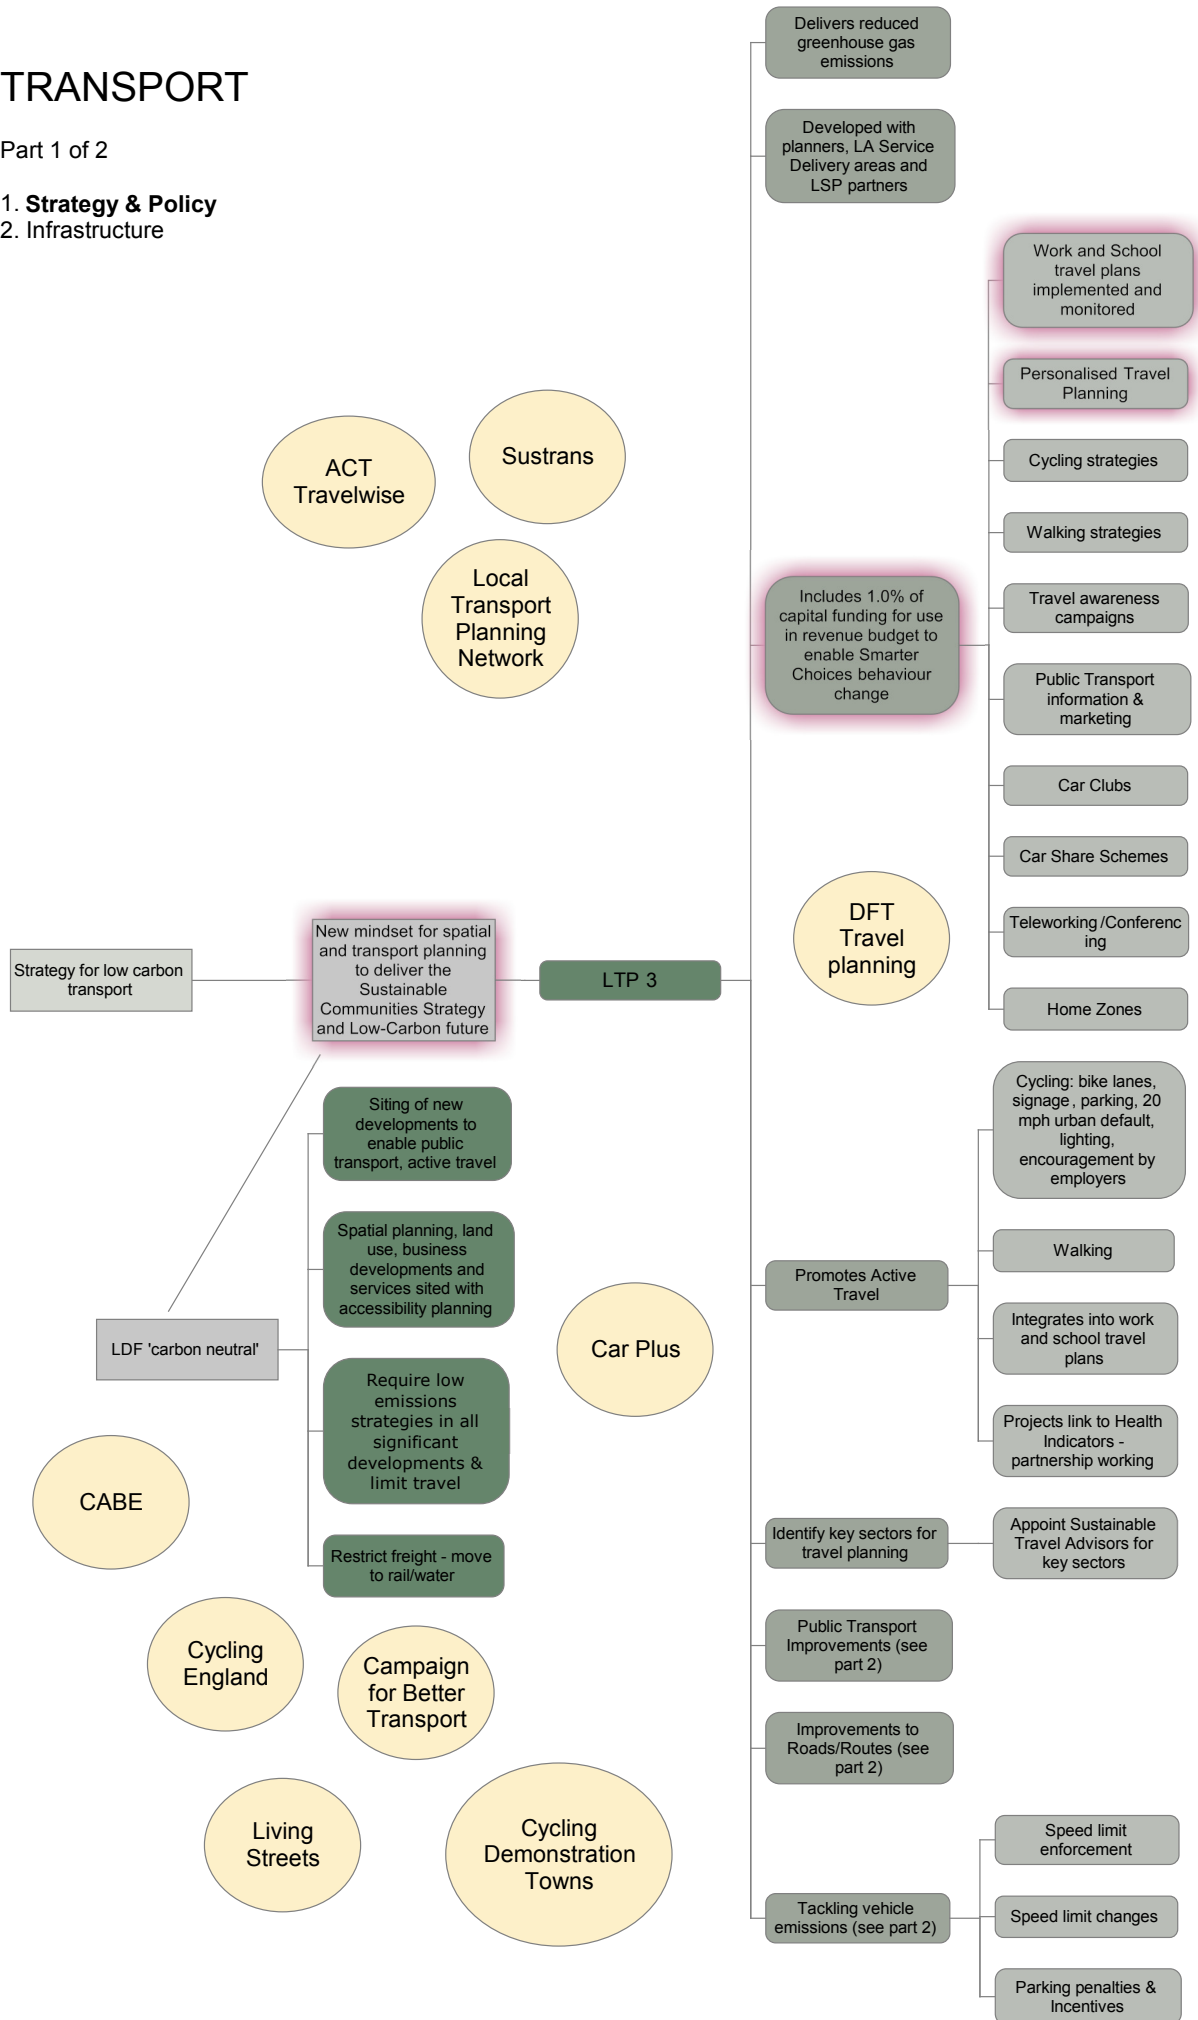 TRANSPORT
Part 1 of 2
1. Strategy & Policy
2. Infrastructure
Delivers reduced
greenhouse gas
emissions
Developed with
planners, LA Service
Delivery areas and
LSP partners
Work and School
travel plans
implemented and
monitored
Personalised Travel
Planning
Cycling strategies
Walking strategies
Travel awareness
campaigns
Public Transport
information &
marketing
Car Clubs
Car Share Schemes
Teleworking/Conferenc
ing
Home Zones
Includes 1.0% of
capital funding for use
in revenue budget to
enable Smarter
Choices behaviour
change
ACT
Travelwise
Sustrans
Local
Transport
Planning
Network
DFT
Travel
planning
Strategy for low carbon
transport
New mindset for spatial
and transport planning
to deliver the
Sustainable
Communities Strategy
and Low-Carbon future
LTP 3
Siting of new
developments to
enable public
transport, active travel
Spatial planning, land
use, business
developments and
services sited with
accessibility planning
LDF 'carbon neutral'
Require low
emissions
strategies in all
significant
developments &
limit travel
Restrict freight - move
to rail/water
Car Plus
CABE
Cycling
England
Campaign
for Better
Transport
Living
Streets
Cycling
Demonstration
Towns
Cycling: bike lanes,
signage, parking, 20
mph urban default,
lighting,
encouragement by
employers
Walking
Promotes Active
Travel
Integrates into work
and school travel
plans
Projects link to Health
Indicators -
partnership working
Identify key sectors for
travel planning
Appoint Sustainable
Travel Advisors for
key sectors
Public Transport
Improvements (see
part 2)
Improvements to
Roads/Routes (see
part 2)
Tackling vehicle
emissions (see part 2)
Speed limit
enforcement
Speed limit changes
Parking penalties &
Incentives